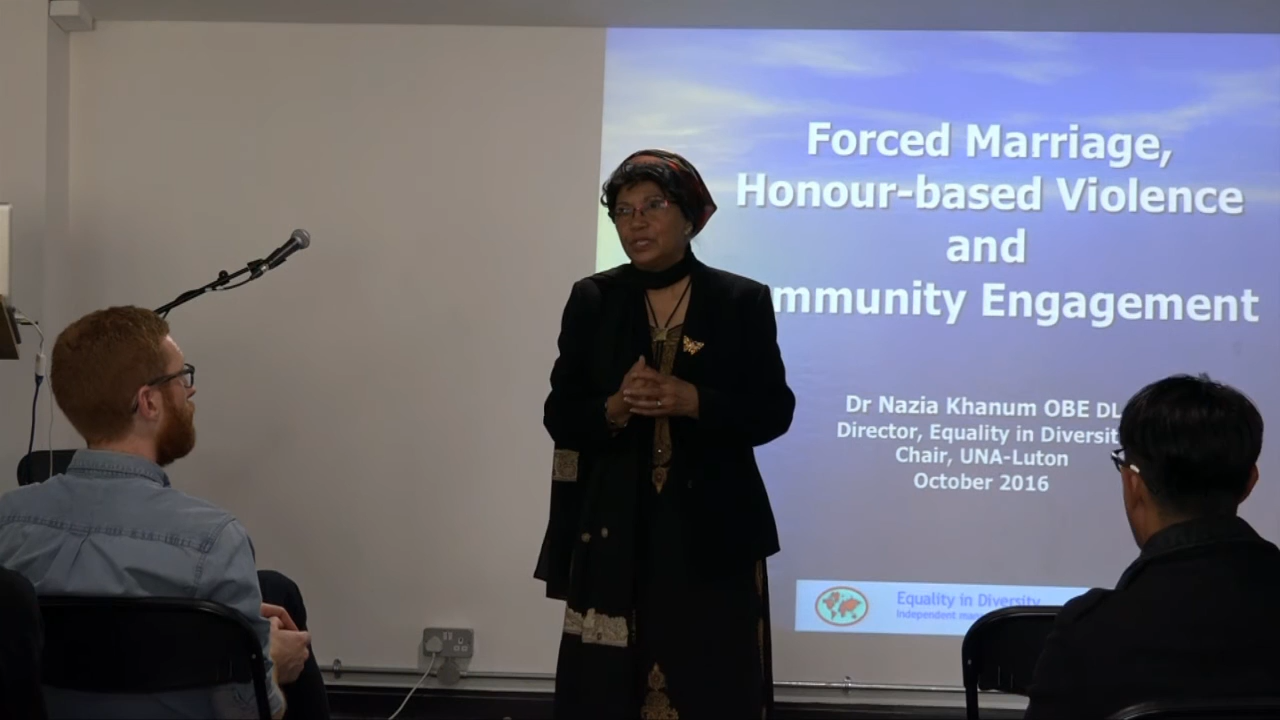 Forced Marriage,
Honour-based Violence
and
mmunity Engagement
Dr Nazia Khanum OBE DL
Director, Equality in Diversit
Chair, UNA-Luton
October 2016
Equality in Diversity
Independent